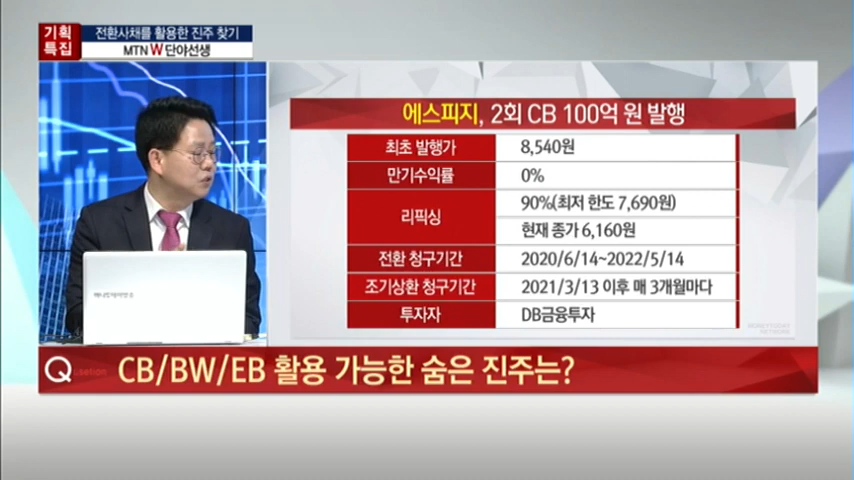 기획
특집
전환사채를 활용한 진주 찾기
MTN W 단야선생
에스피지, 2회 CB 100억 원 발행
최초 발행가 8,540원
만기수익률 0%
리픽싱 90%(최저 한도 7,690원)
현재 종가 6,160원
전환 청구기간 2020/6/14~2022/5/14
조기상환 청구기간 2021/3/13 이후 매 3개월마다
투자자 DB금융투자
MONEYTODAY
NETWORK
Qusetion
CB/BW/EB 활용 가능한 숨은 진주는?